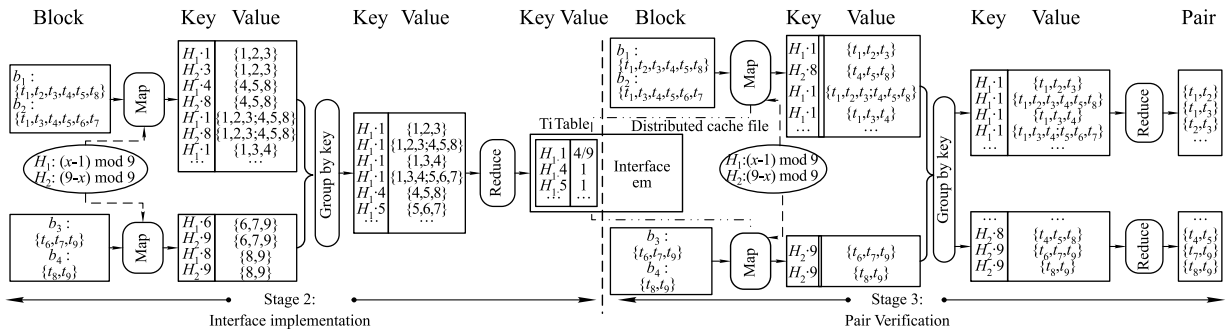 Block
Key
Value
Key
Value
Key Value
Block
Key
Value
Key
Value
Pair
b₁ :
{t₁,t₂,t₃,t₄,t₅,t₈}
b₂ :
{t₁,t₃,t₄,t₅,t₆,t₇
Map
H₁: (x-1) mod 9
H₂: (9-x) mod 9
b₃ :
{t₆,t₇,t₉}
b₄ :
{t₈,t₉}
Map
H₁·1 {1,2,3}
H₁·3 {1,2,3}
H₁·4 {4,5,8}
H₁·8 {4,5,8}
H₁·1 {1,2,3;4,5,8}
H₂·8 {1,2,3;4,5,8}
H₁·1 {1,3,4}
… …
H₁·6 {6,7,9}
H₂·9 {6,7,9}
H₁·8 {8,9}
H₂·9 {8,9}
Group by key
H₁·1 {1,2,3}
H₁·1 {1,2,3;4,5,8}
H₁·1 {1,3,4}
H₁·1 {1,3,4;5,6,7}
H₁·4 {4,5,8}
H₁·5 {5,6,7}
… …
Reduce
Ti Table
H₁.1 4/9
H₁.4 1
H₁.5 1
… …
Interface
em
Distributed cache file
b₁ :
{t₁,t₂,t₃,t₄,t₅,t₈}
b₂ :
{t₁,t₃,t₄,t₅,t₆,t₇
Map
H₁:(x-1) mod 9
H₂:(9-x) mod 9
b₃ :
{t₆,t₇,t₉}
b₄ :
{t₈,t₉}
Map
H₁·1 {t₁,t₂,t₃}
H₂·8 {t₄,t₅,t₈}
H₁·1 {t₁,t₂,t₃;t₄,t₅,t₈}
H₁·1 {t₁,t₃,t₄}
… …
H₂·9 {t₆,t₇,t₉}
H₂·9 {t₈,t₉}
Group by key
H₁·1 {t₁,t₂,t₃}
H₁·1 {t₁,t₂,t₃;t₄,t₅,t₈}
H₁·1 {t₁,t₃,t₄}
H₁·1 {t₁,t₃,t₄;t₅,t₆,t₇}
… …
Reduce
{t₁,t₂}
{t₁,t₃}
{t₂,t₃}
…
… …
H₂·8 {t₄,t₅,t₈}
H₂·9 {t₆,t₇,t₉}
H₂·9 {t₈,t₉}
Reduce
…
{t₄,t₅}
{t₇,t₉}
{t₈,t₉}
Stage 2:
Interface implementation
Stage 3:
Pair Verification